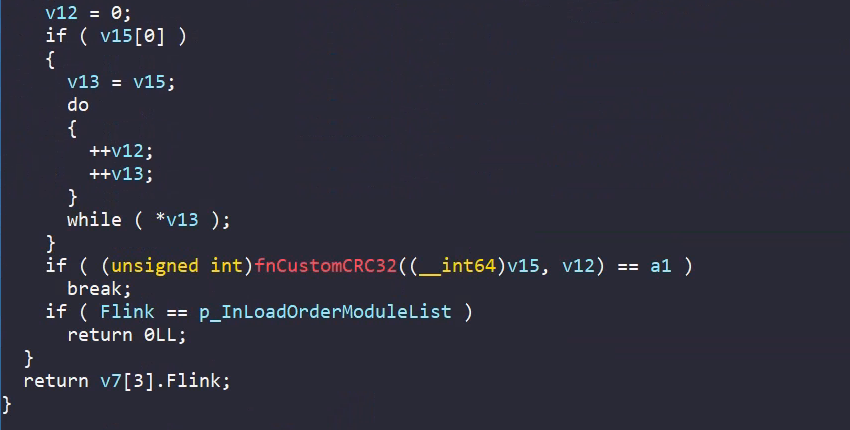 v12 = 0;
if ( v15[0] )
{
v13 = v15;
do
{
++v12;
++v13;
}
while ( *v13 );
}
if ( (unsigned int)fnCustomCRC32((__int64)v15, v12) == a1 )
break;
if ( Flink == p_InLoadOrderModuleList )
return 0LL;
}
return v7[3].Flink;
}